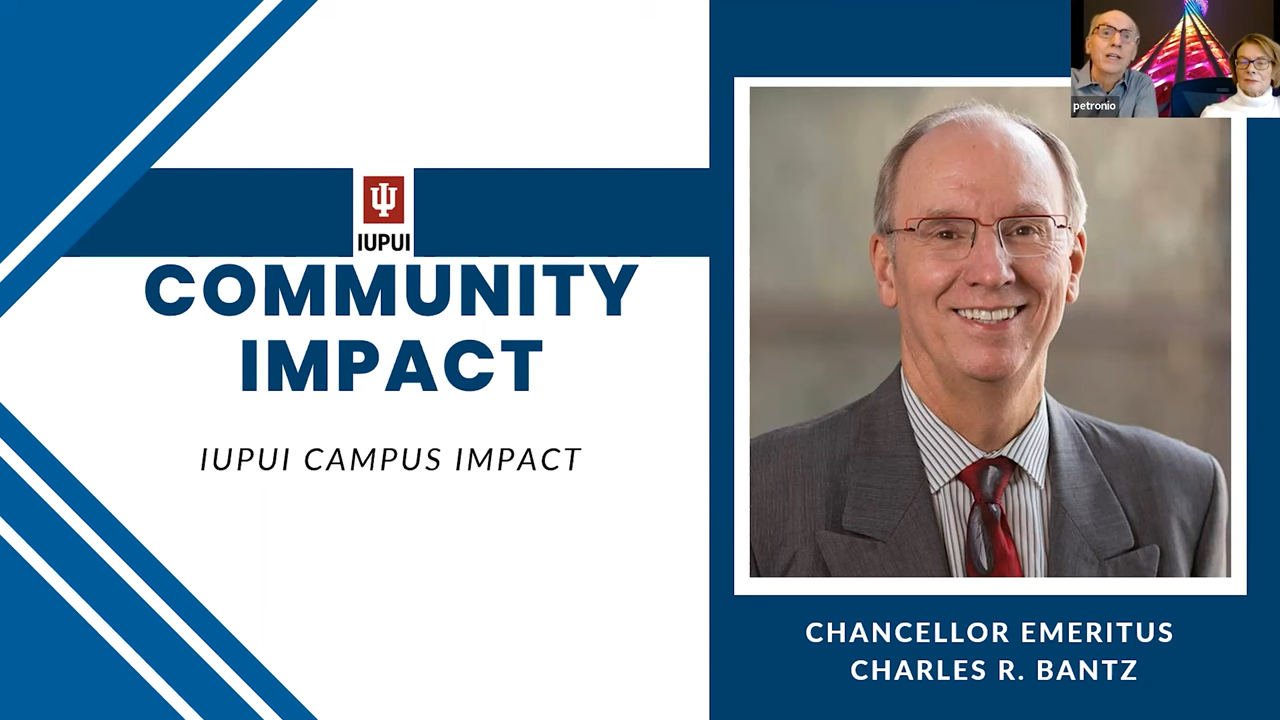 petronio
IUPUI
COMMUNITY
IMPACT
IUPUI CAMPUS IMPACT
CHANCELLOR EMERITUS
CHARLES R. BANTZ